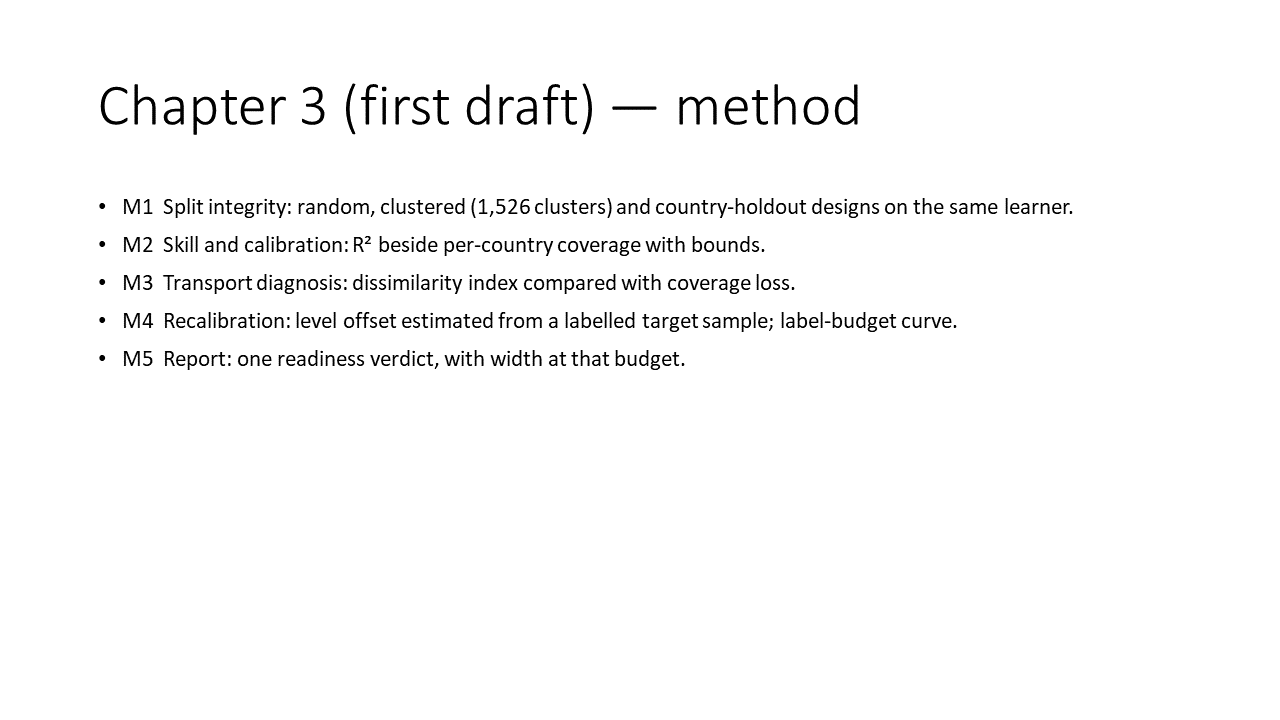 Chapter 3 (first draft) — method
• M1 Split integrity: random, clustered (1,526 clusters) and country-holdout designs on the same learner.
• M2 Skill and calibration: R² beside per-country coverage with bounds.
• M3 Transport diagnosis: dissimilarity index compared with coverage loss.
• M4 Recalibration: level offset estimated from a labelled target sample; label-budget curve.
• M5 Report: one readiness verdict, with width at that budget.